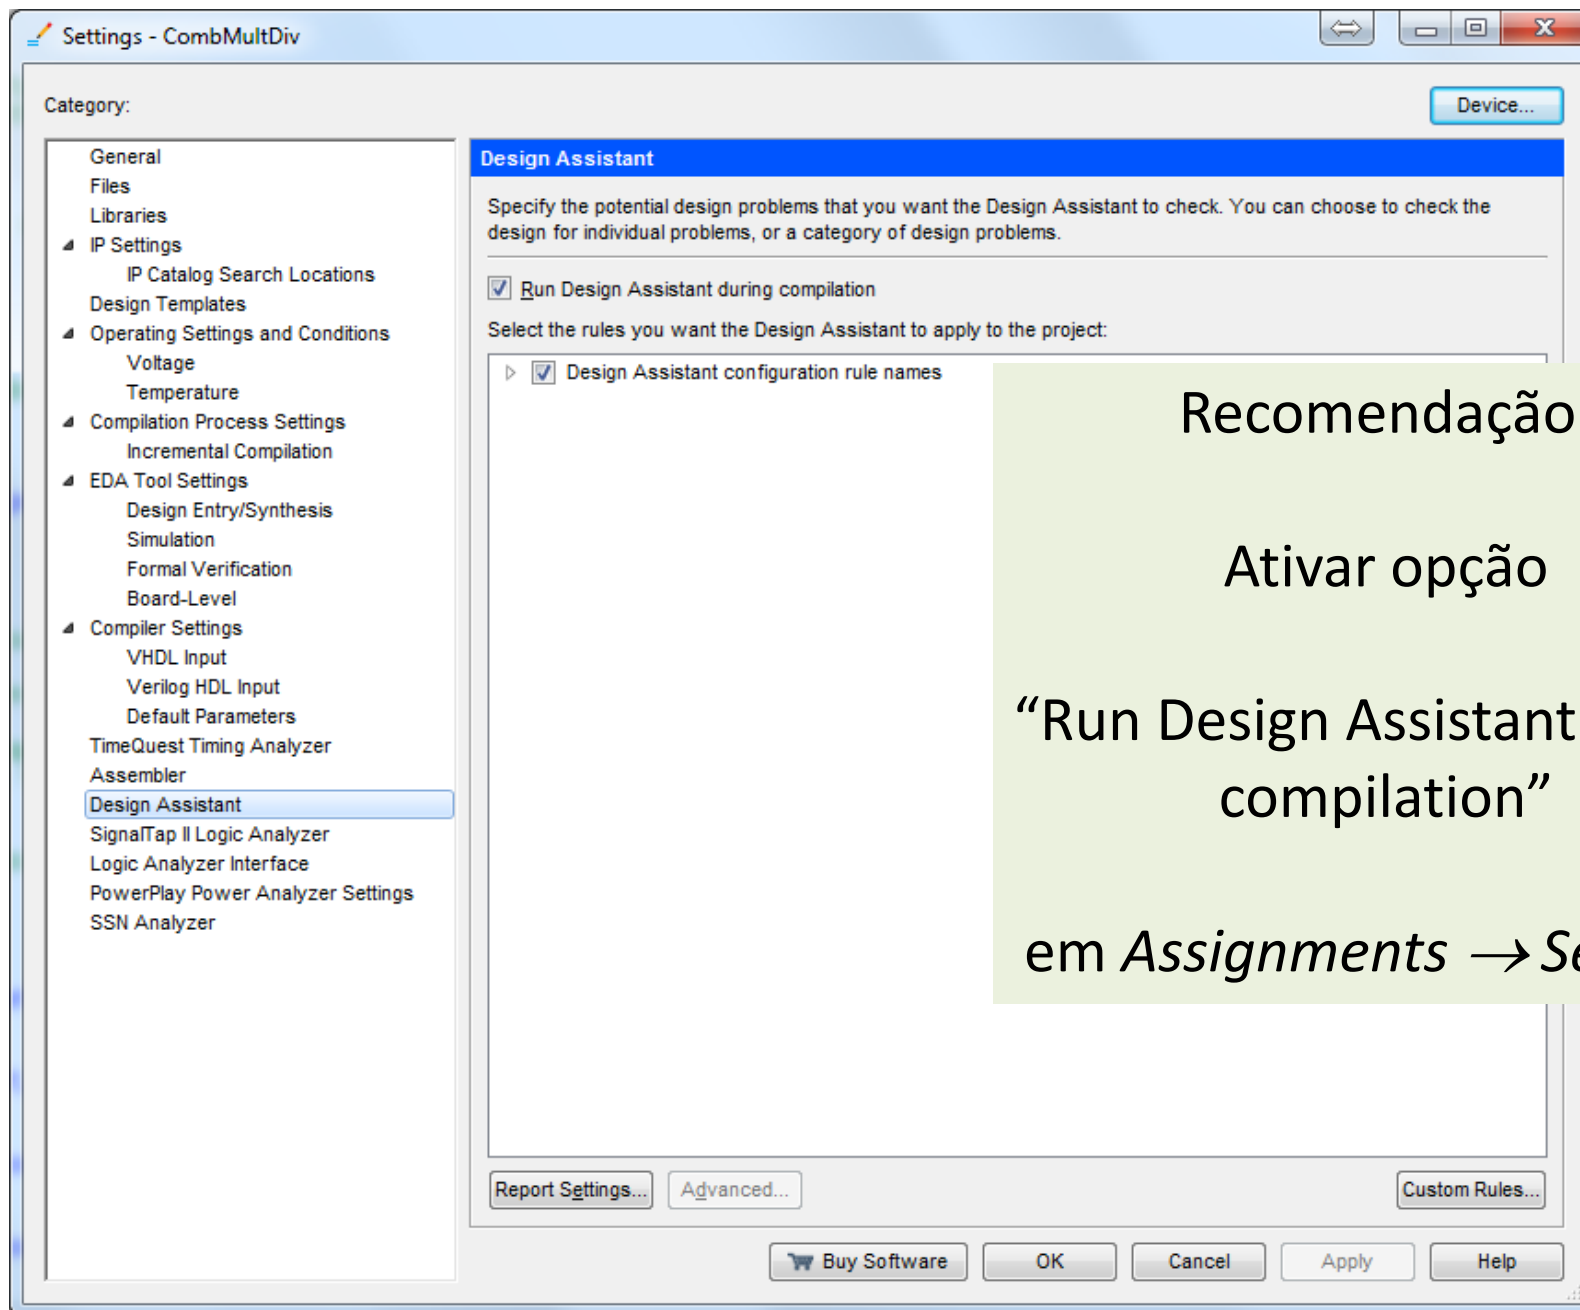 Settings - CombMultDiv
Category:
Device...
General
Files
Libraries
IP Settings
IP Catalog Search Locations
Design Templates
Operating Settings and Conditions
Voltage
Temperature
Compilation Process Settings
Incremental Compilation
EDA Tool Settings
Design Entry/Synthesis
Simulation
Formal Verification
Board-Level
Compiler Settings
VHDL Input
Verilog HDL Input
Default Parameters
TimeQuest Timing Analyzer
Assembler
Design Assistant
SignalTap II Logic Analyzer
Logic Analyzer Interface
PowerPlay Power Analyzer Settings
SSN Analyzer
Design Assistant
Specify the potential design problems that you want the Design Assistant to check. You can choose to check the
design for individual problems, or a category of design problems.
Run Design Assistant during compilation
Select the rules you want the Design Assistant to apply to the project:
Design Assistant configuration rule names
Recomendação
Ativar opção
“Run Design Assistant
compilation”
em Assignments →
Report Settings...
Advanced...
Custom Rules...
Buy Software
OK
Cancel
Apply
Help